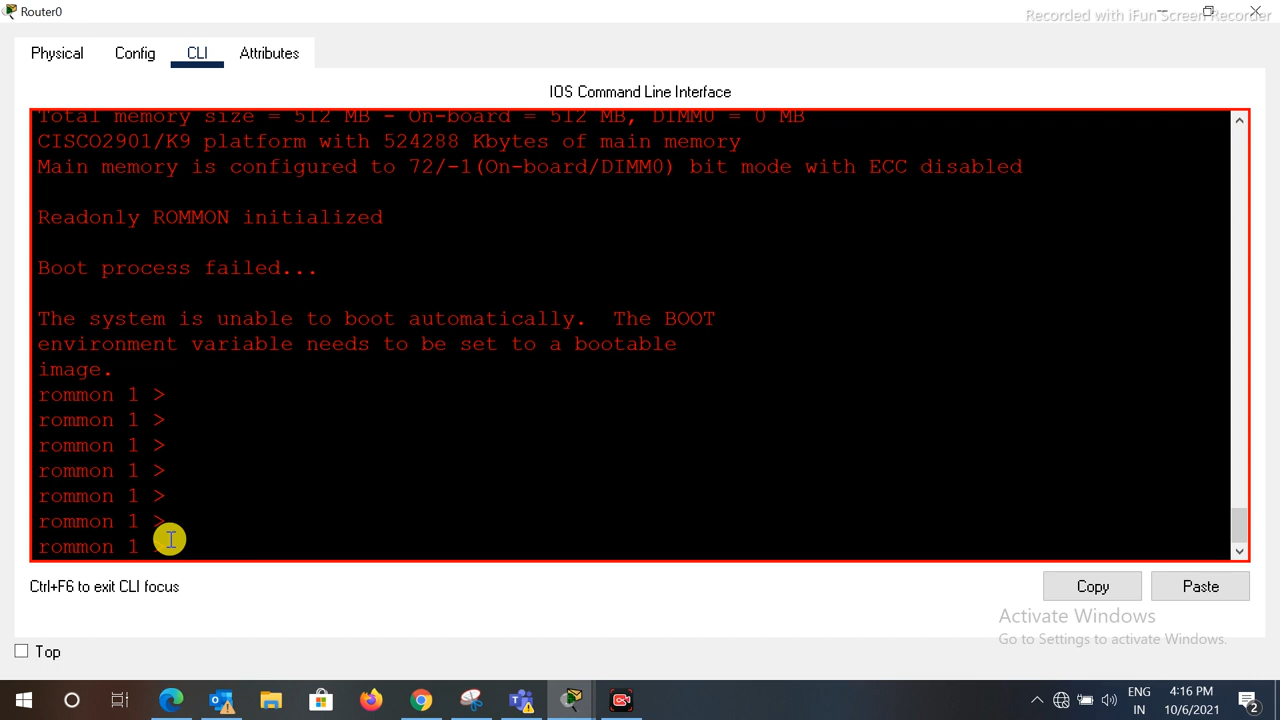 Router0
Recorded with iFun Screen Recorder
Physical Config CLI Attributes
IOS Command Line Interface
Total memory size = 512 MB - On-board = 512 MB, DIMM0 = 0 MB
CISCO2901/K9 platform with 524288 Kbytes of main memory
Main memory is configured to 72/-1(On-board/DIMM0) bit mode with ECC disabled
Readonly ROMMON initialized
Boot process failed...
The system is unable to boot automatically.  The BOOT
environment variable needs to be set to a bootable
image.
rommon 1 >
rommon 1 >
rommon 1 >
rommon 1 >
rommon 1 >
rommon 1 >
rommon 1
Ctrl+F6 to exit CLI focus
Copy Paste
Activate Windows
Go to Settings to activate Windows.
Top
ENG 4:16 PM
IN 10/6/2021
2